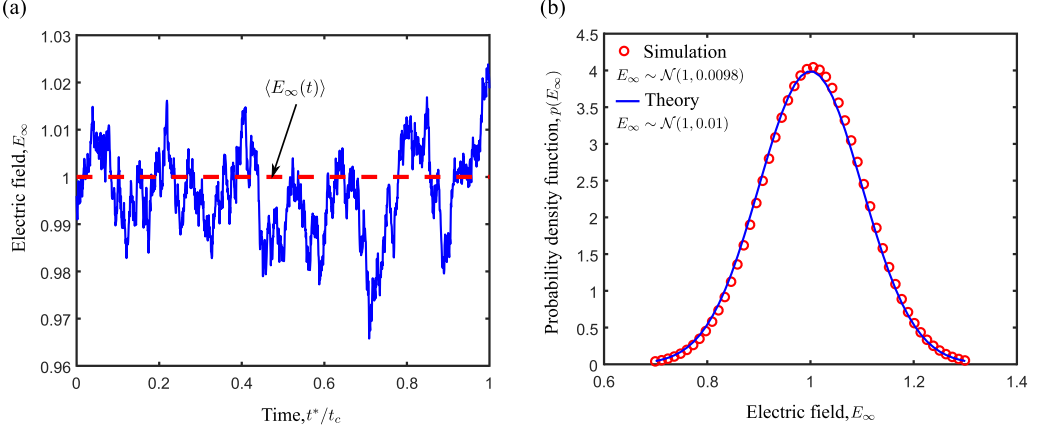 (a)
1.03
1.02
1.01
1
0.99
0.98
0.97
0.96
0
0.2
0.4
0.6
0.8
1
Electric field, E∞
Time, t*/t_c
⟨E∞(t)⟩
(b)
4.5
4
3.5
3
2.5
2
1.5
1
0.5
0
0.6
0.8
1
1.2
1.4
Probability density function, p(E∞)
Electric field, E∞
Simulation
E∞ ∼ N(1, 0.0098)
Theory
E∞ ∼ N(1, 0.01)